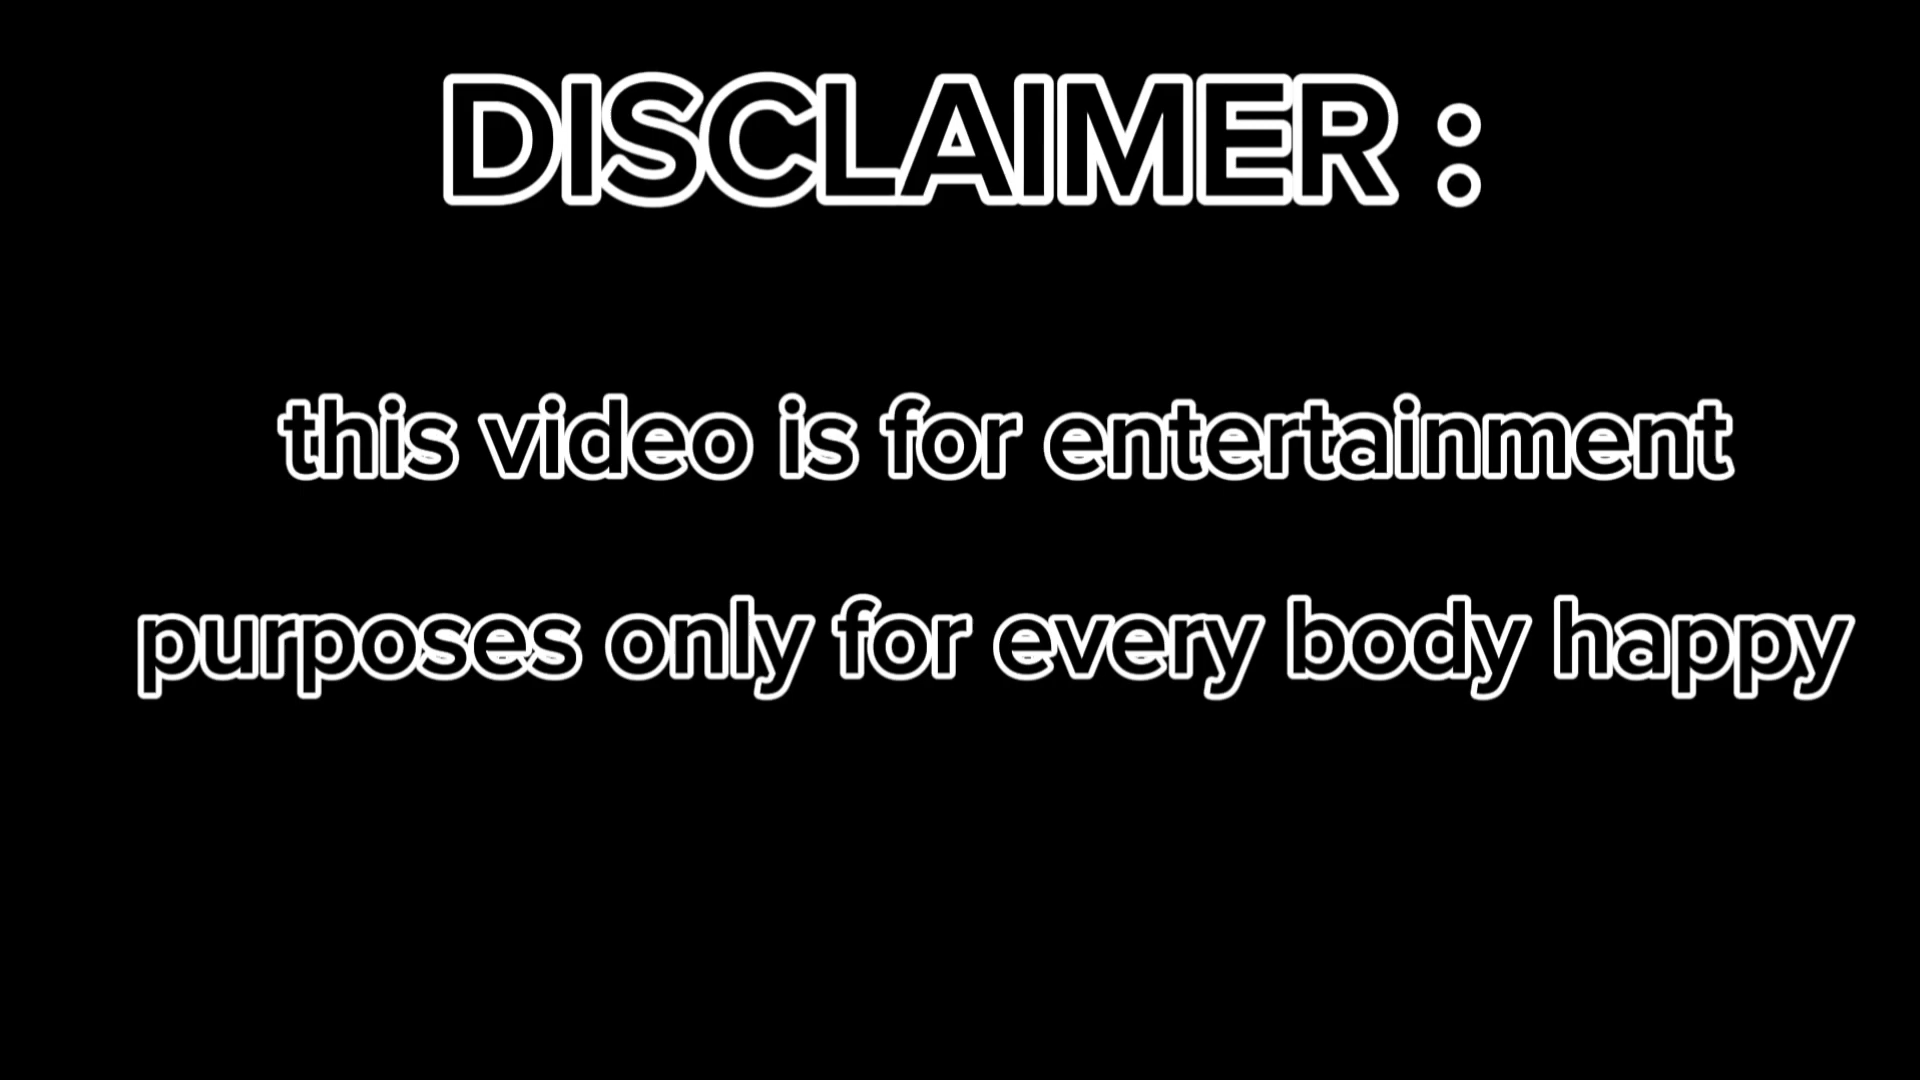 DISCLAIMER :
this video is for entertainment
purposes only for every body happy